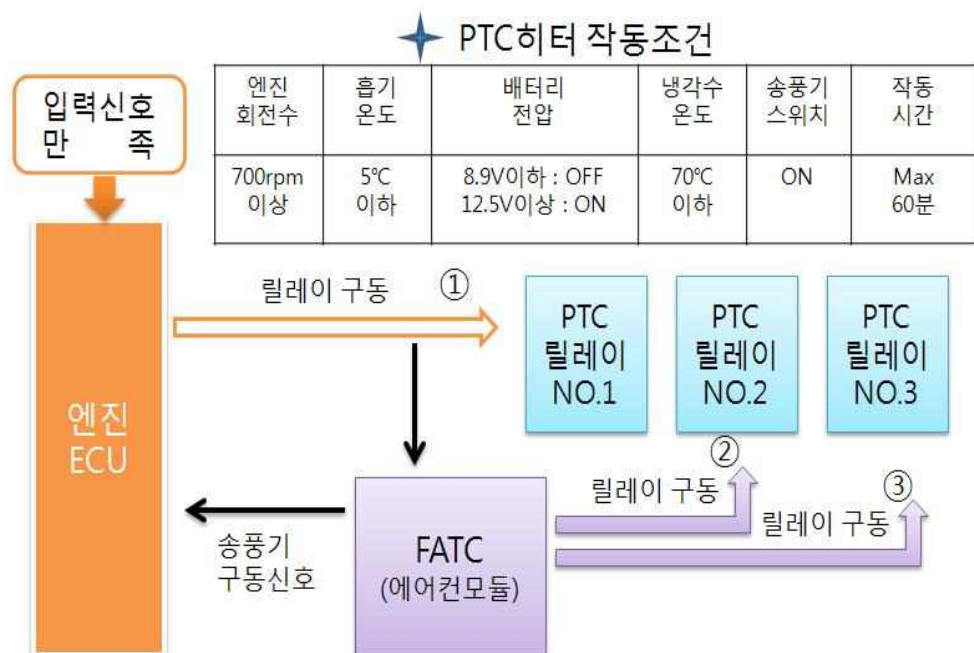 PTC히터 작동조건
입력신호
만 족
엔진
회전수
흡기
온도
배터리
전압
냉각수
온도
송풍기
스위치
작동
시간
700rpm
이상
5℃
이하
8.9V이하 : OFF
12.5V이상 : ON
70℃
이하
ON
Max
60분
릴레이 구동 ①
PTC
릴레이
NO.1
PTC
릴레이
NO.2
PTC
릴레이
NO.3
엔진
ECU
②
릴레이 구동
③
릴레이 구동
송풍기
구동신호
FATC
(에어컨모듈)